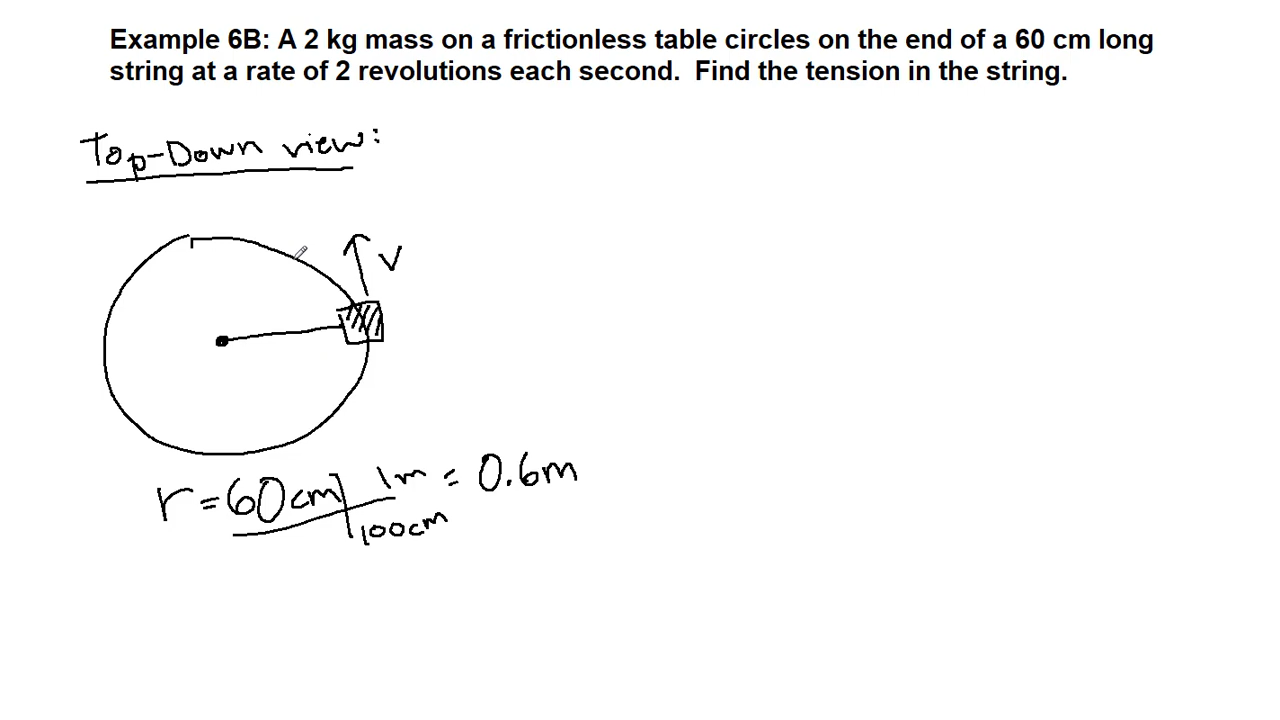 Example 6B: A 2 kg mass on a frictionless table circles on the end of a 60 cm long
string at a rate of 2 revolutions each second. Find the tension in the string.
Top-Down view:
V
r = 60cm | 1m = 0.6m
100cm